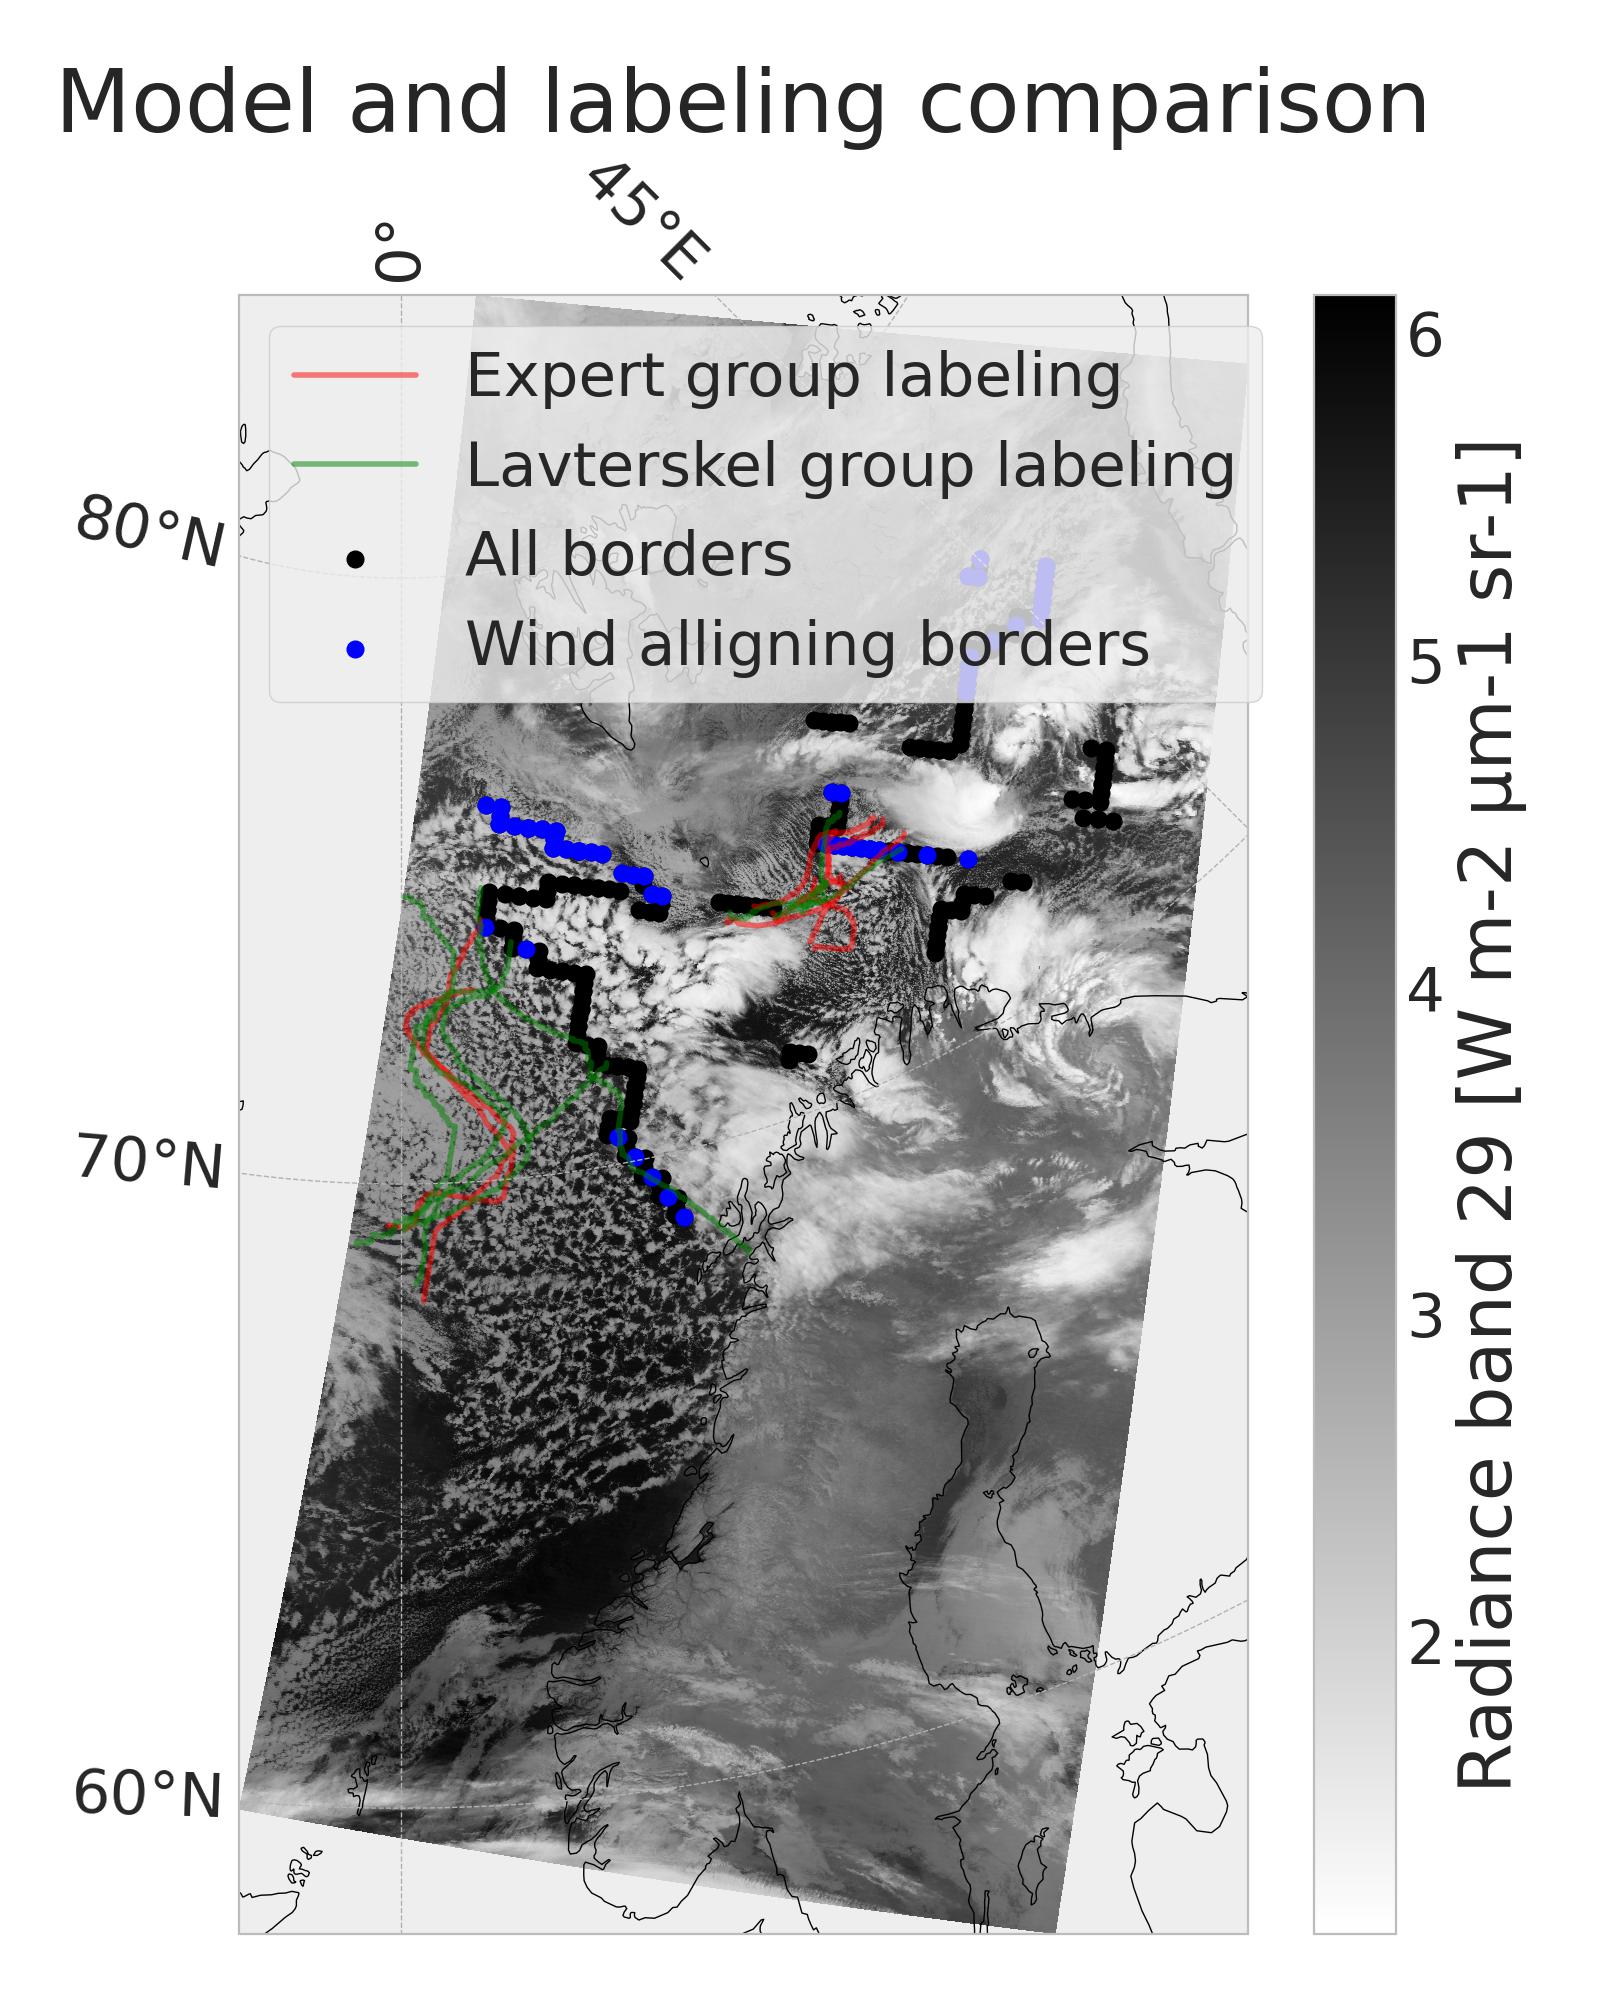 Model and labeling comparison
0°
45°E
Expert group labeling
Lavterskel group labeling
All borders
Wind alligning borders
80°N
70°N
60°N
6
5
4
3
2
Radiance band 29 [W m-2 µm-1 sr-1]